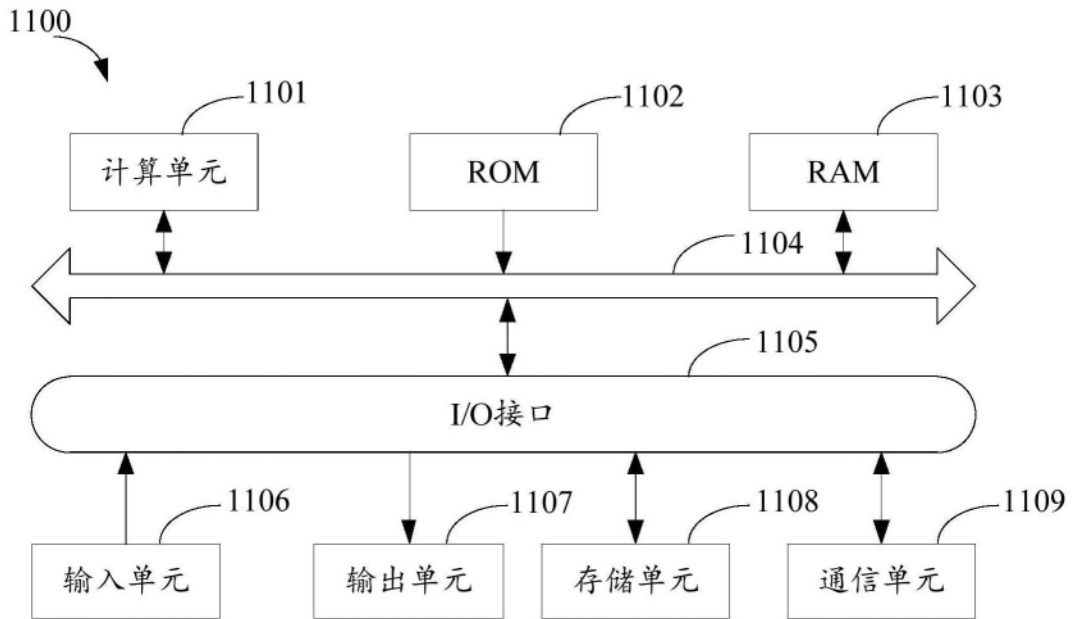 1100
1101
1102
1103
计算单元
ROM
RAM
1104
1105
I/O接口
1106
1107
1108
1109
输入单元
输出单元
存储单元
通信单元